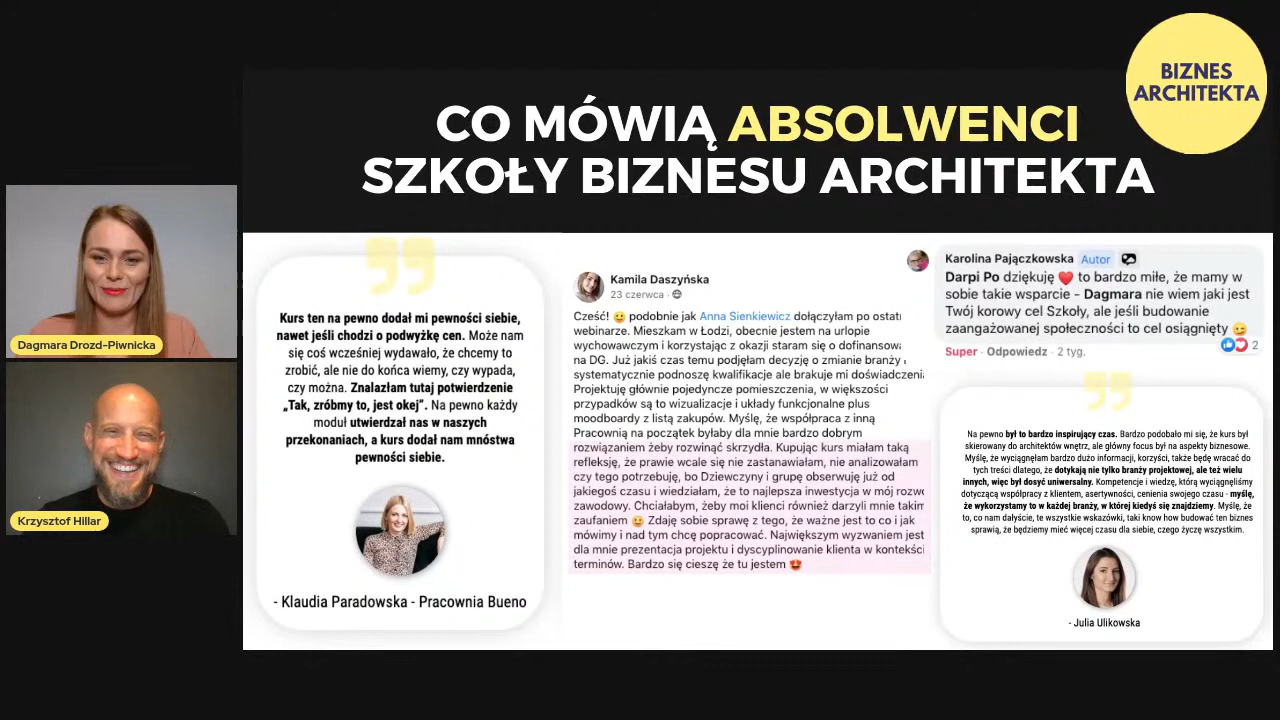 BIZNES
ARCHITEKTA
CO MÓWIĄ ABSOLWENCI
SZKOŁY BIZNESU ARCHITEKTA
Dagmara Drozd-Piwnicka
Krzysztof Hillar
Kurs ten na pewno dodał mi pewności siebie,
nawet jeśli chodzi o podwyżkę cen. Może nam
się coś wcześniej wydawało, że chcemy to
zrobić, ale nie do końca wiemy, czy wypada,
czy można. Znalazłam tutaj potwierdzenie
„Tak, zróbmy to, jest okej”. Na pewno każdy
moduł utwierdzał nas w naszych
przekonaniach, a kurs dodał nam mnóstwa
pewności siebie.
- Klaudia Paradowska - Pracownia Bueno
Kamila Daszyńska
23 czerwca ·
Cześć! 😀 podobnie jak Anna Sienkiewicz dołączyłam po ostatn
webinarze. Mieszkam w Łodzi, obecnie jestem na urlopie
wychowawczym i korzystając z okazji staram się o dofinansowa
na DG. Już jakiś czas temu podjęłam decyzję o zmianie branży i
systematycznie podnoszę kwalifikacje ale brakuje mi doświadczenia
Projektuję głównie pojedyncze pomieszczenia, w większości
przypadków są to wizualizacje i układy funkcjonalne plus
moodboardy z listą zakupów. Myślę, że współpraca z inną
Pracownią na początek byłaby dla mnie bardzo dobrym
rozwiązaniem żeby rozwinąć skrzydła. Kupując kurs miałam taką
refleksję, że prawie wcale się nie zastanawiałam, nie analizowałam
czy tego potrzebuję, bo Dziewczyny i grupę obserwuję już od
jakiegoś czasu i wiedziałam, że to najlepsza inwestycja w mój rozwó
zawodowy. Chciałabym, żeby moi klienci również darzyli mnie takim
zaufaniem 😀 Zdaję sobie sprawę z tego, że ważne jest to co i jak
mówimy i nad tym chcę popracować. Największym wyzwaniem jest
dla mnie prezentacja projektu i dyscyplinowanie klienta w kontekści
terminów. Bardzo się cieszę że tu jestem 😍
Karolina Pajączkowska Autor
Darpi Po dziękuję ❤️ to bardzo miłe, że mamy w
sobie takie wsparcie - Dagmara nie wiem jaki jest
Twój korowy cel Szkoły, ale jeśli budowanie
zaangażowanej społeczności to cel osiągnięty 😉
Super · Odpowiedz · 2 tyg.
2
Na pewno był to bardzo inspirujący czas. Bardzo podobało mi się, że kurs był
skierowany do architektów wnętrz, ale główny focus był na aspekty biznesowe.
Myślę, że wyciągnęłam bardzo dużo informacji, korzyści, także będę wracać do
tych treści dlatego, że dotykają nie tylko branży projektowej, ale też wielu
innych, więc był dosyć uniwersalny. Kompetencje i wiedzę, którą wyciągnęliśmy
dotyczącą współpracy z klientem, asertywności, cenienia swojego czasu - myślę,
że wykorzystamy to w każdej branży, w której kiedyś się znajdziemy. Myślę, że
to, co nam dałyście, te wszystkie wskazówki, taki know how budować ten biznes
sprawią, że będziemy mieć więcej czasu dla siebie, czego życzę wszystkim.
- Julia Ulikowska